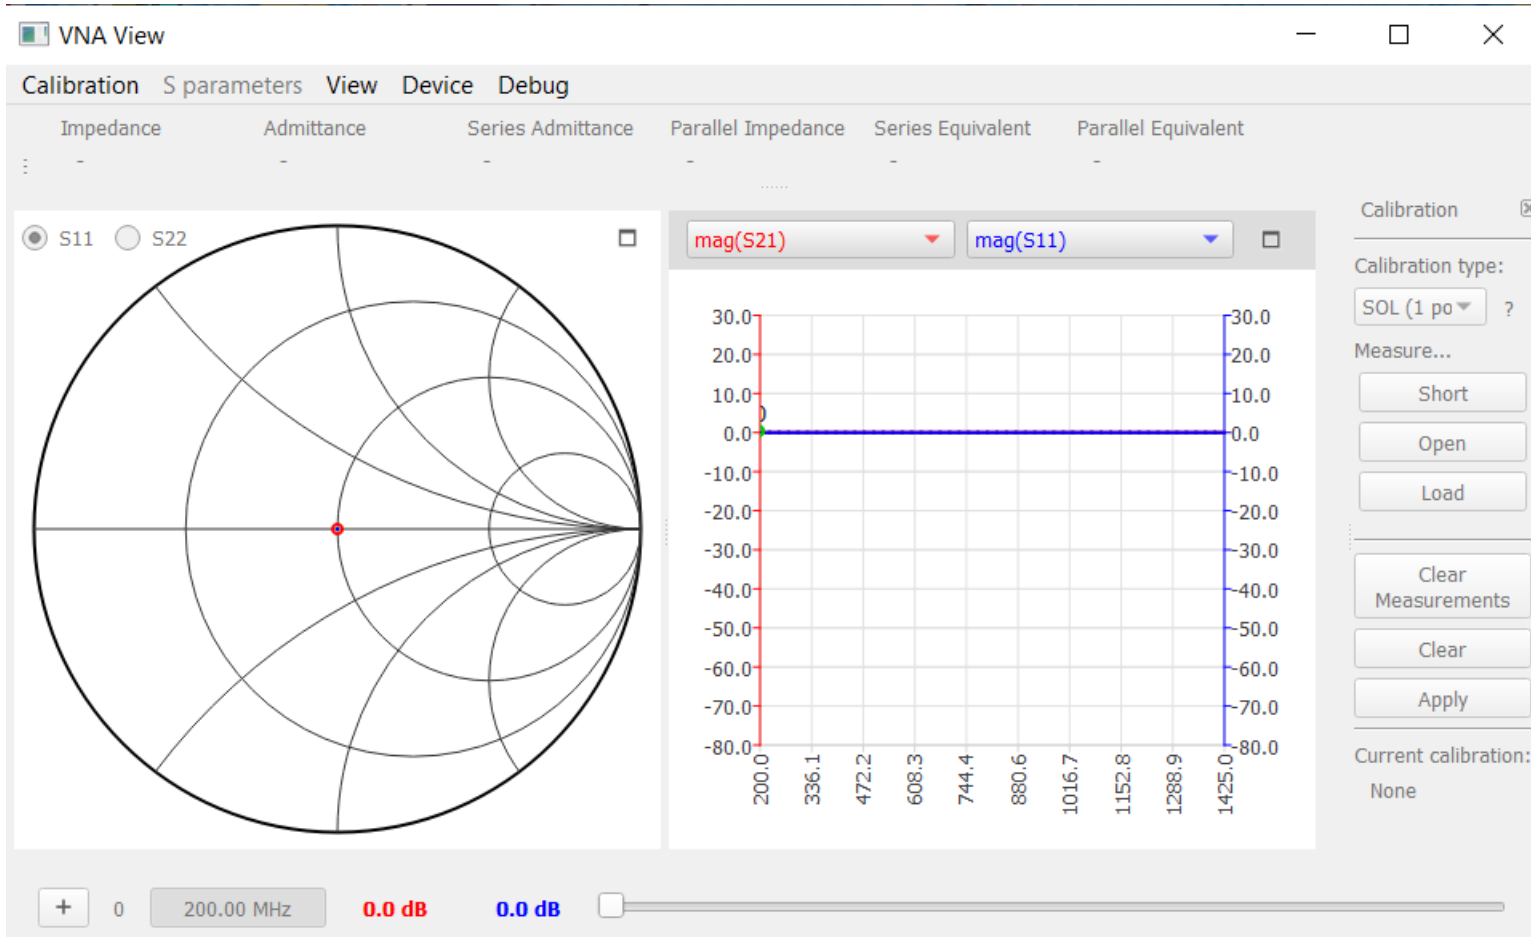 VNA View
Calibration S parameters View Device Debug
Impedance Admittance Series Admittance Parallel Impedance Series Equivalent Parallel Equivalent
- - - - - -
S11 S22
mag(S21) mag(S11)
30.0 30.0
20.0 20.0
10.0 10.0
0
0.0 0.0
-10.0 -10.0
-20.0 -20.0
-30.0 -30.0
-40.0 -40.0
-50.0 -50.0
-60.0 -60.0
-70.0 -70.0
-80.0 -80.0
200.0 336.1 472.2 608.3 744.4 880.6 1016.7 1152.8 1288.9 1425.0
Calibration
Calibration type:
SOL (1 po ?
Measure...
Short
Open
Load
Clear
Measurements
Clear
Apply
Current calibration:
None
+ 0 200.00 MHz 0.0 dB 0.0 dB